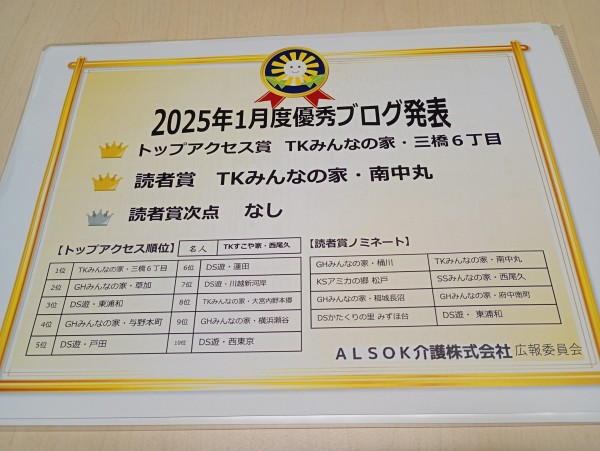 2025年1月度優秀ブログ発表
トップアクセス賞 TKみんなの家・三橋6丁目
読者賞 TKみんなの家・南中丸
読者賞次点 なし
【トップアクセス順位】 名人 TKすこや家・西尾久
1位 TKみんなの家・三橋6丁目 6位 DS遊・蓮田
2位 GHみんなの家・草加 7位 DS遊・川越新河岸
3位 DS遊・東浦和 8位 TKみんなの家・大宮内野本郷
4位 GHみんなの家・与野本町 9位 GHみんなの家・横浜瀬谷
5位 DS遊・戸田 10位 DS遊・西東京
【読者賞ノミネート】
GHみんなの家・桶川 TKみんなの家・南中丸
KSアミカの郷 松戸 SSみんなの家・西尾久
GHみんなの家・稲城長沼 GHみんなの家・府中南町
DSかたくりの里 みずほ台 DS遊・ 東浦和
ALSOK介護株式会社 広報委員会